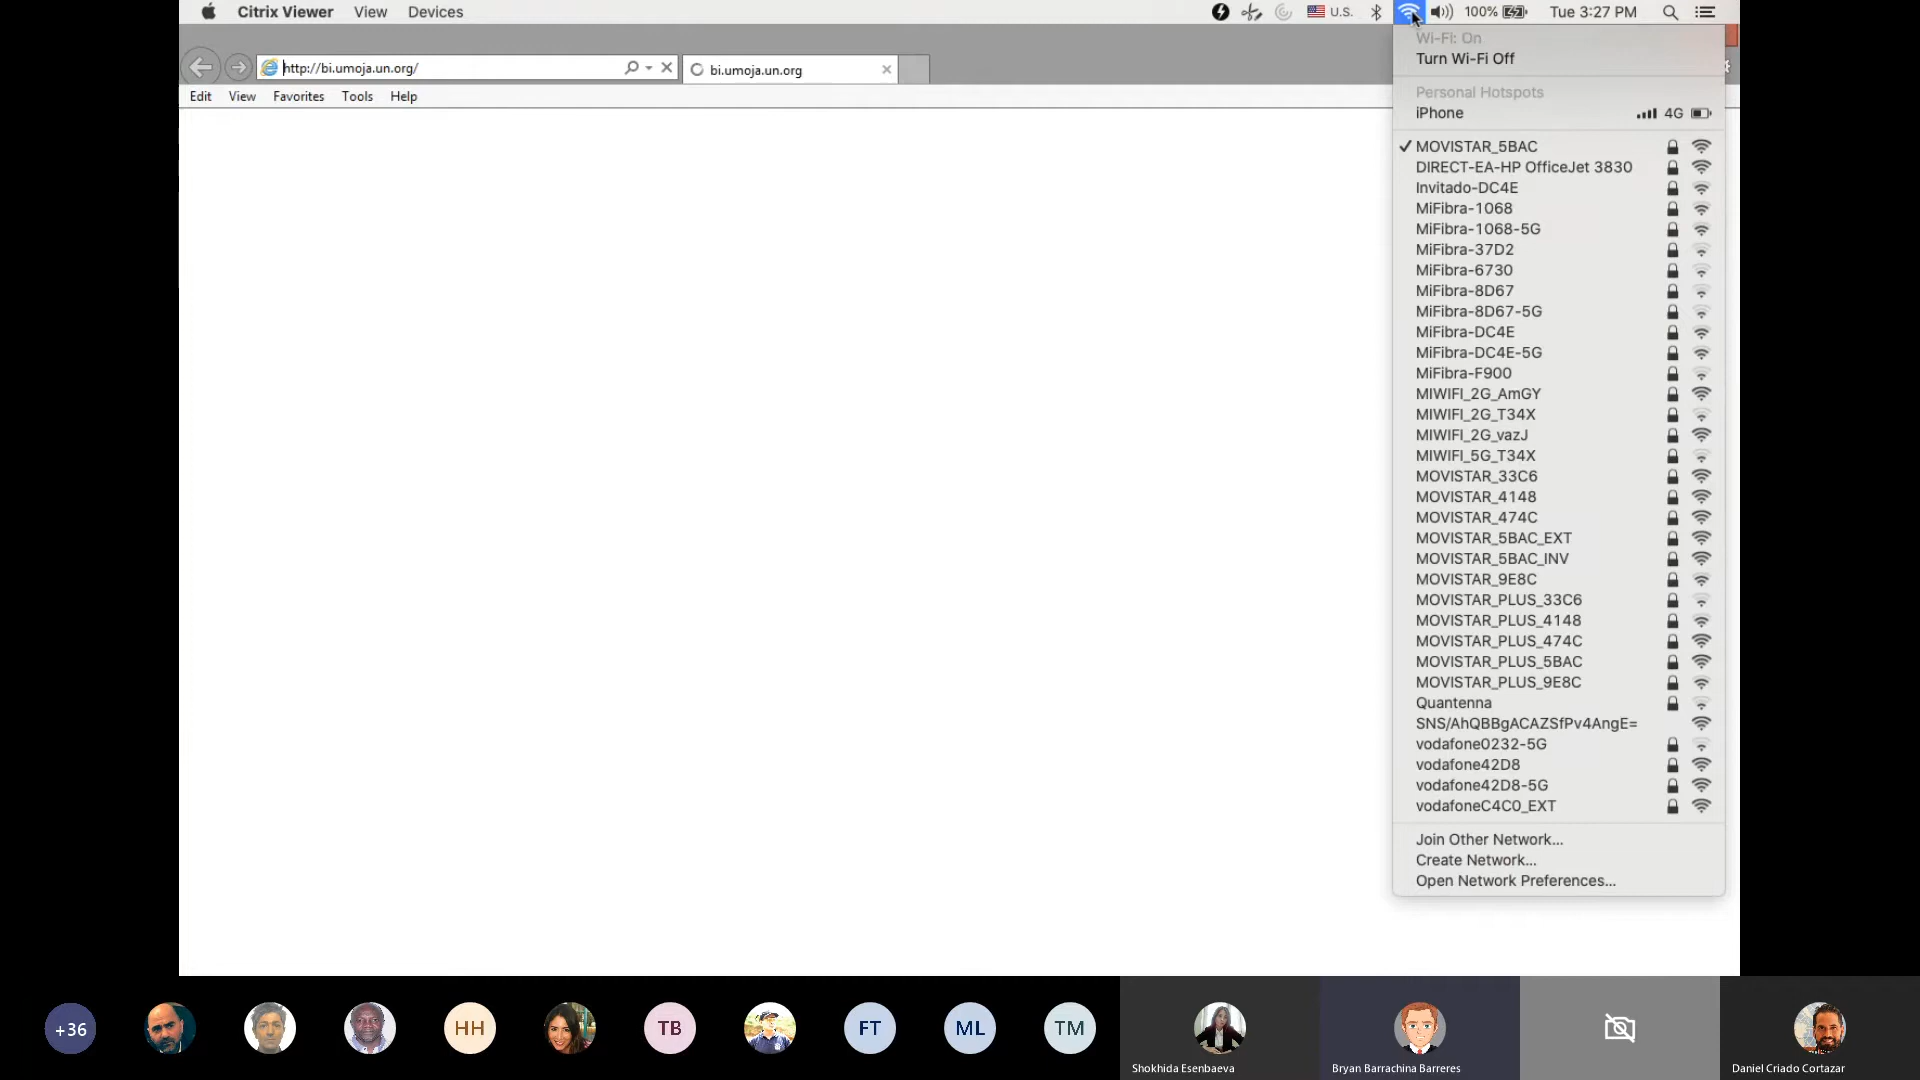 Citrix Viewer View Devices U.S. 100% Tue 3:27 PM
http://bi.umoja.un.org/ bi.umoja.un.org
Edit View Favorites Tools Help
Wi-Fi: On
Turn Wi-Fi Off
Personal Hotspots
iPhone 4G
MOVISTAR_5BAC
DIRECT-EA-HP OfficeJet 3830
Invitado-DC4E
MiFibra-1068
MiFibra-1068-5G
MiFibra-37D2
MiFibra-6730
MiFibra-8D67
MiFibra-8D67-5G
MiFibra-DC4E
MiFibra-DC4E-5G
MiFibra-F900
MIWIFI_2G_AmGY
MIWIFI_2G_T34X
MIWIFI_2G_vazJ
MIWIFI_5G_T34X
MOVISTAR_33C6
MOVISTAR_4148
MOVISTAR_474C
MOVISTAR_5BAC_EXT
MOVISTAR_5BAC_INV
MOVISTAR_9E8C
MOVISTAR_PLUS_33C6
MOVISTAR_PLUS_4148
MOVISTAR_PLUS_474C
MOVISTAR_PLUS_5BAC
MOVISTAR_PLUS_9E8C
Quantenna
SNS/AhQBBgACAZSfPv4AngE=
vodafone0232-5G
vodafone42D8
vodafone42D8-5G
vodafoneC4C0_EXT
Join Other Network...
Create Network...
Open Network Preferences...
+36 HH TB FT ML TM
Shokhida Esenbaeva Bryan Barrachina Barreres Daniel Criado Cortazar